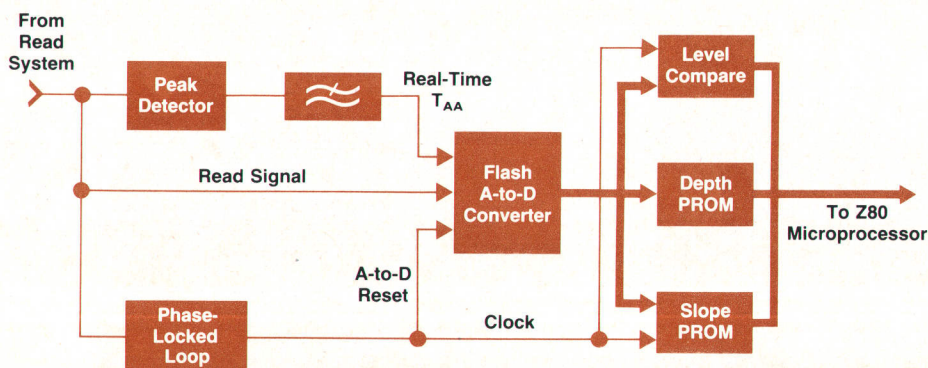 From
Read
System
Peak
Detector
Real-Time
TAA
Level
Compare
Read Signal
Flash
A-to-D
Converter
Depth
PROM
To Z80
Microprocessor
A-to-D
Reset
Phase-
Locked
Loop
Clock
Slope
PROM